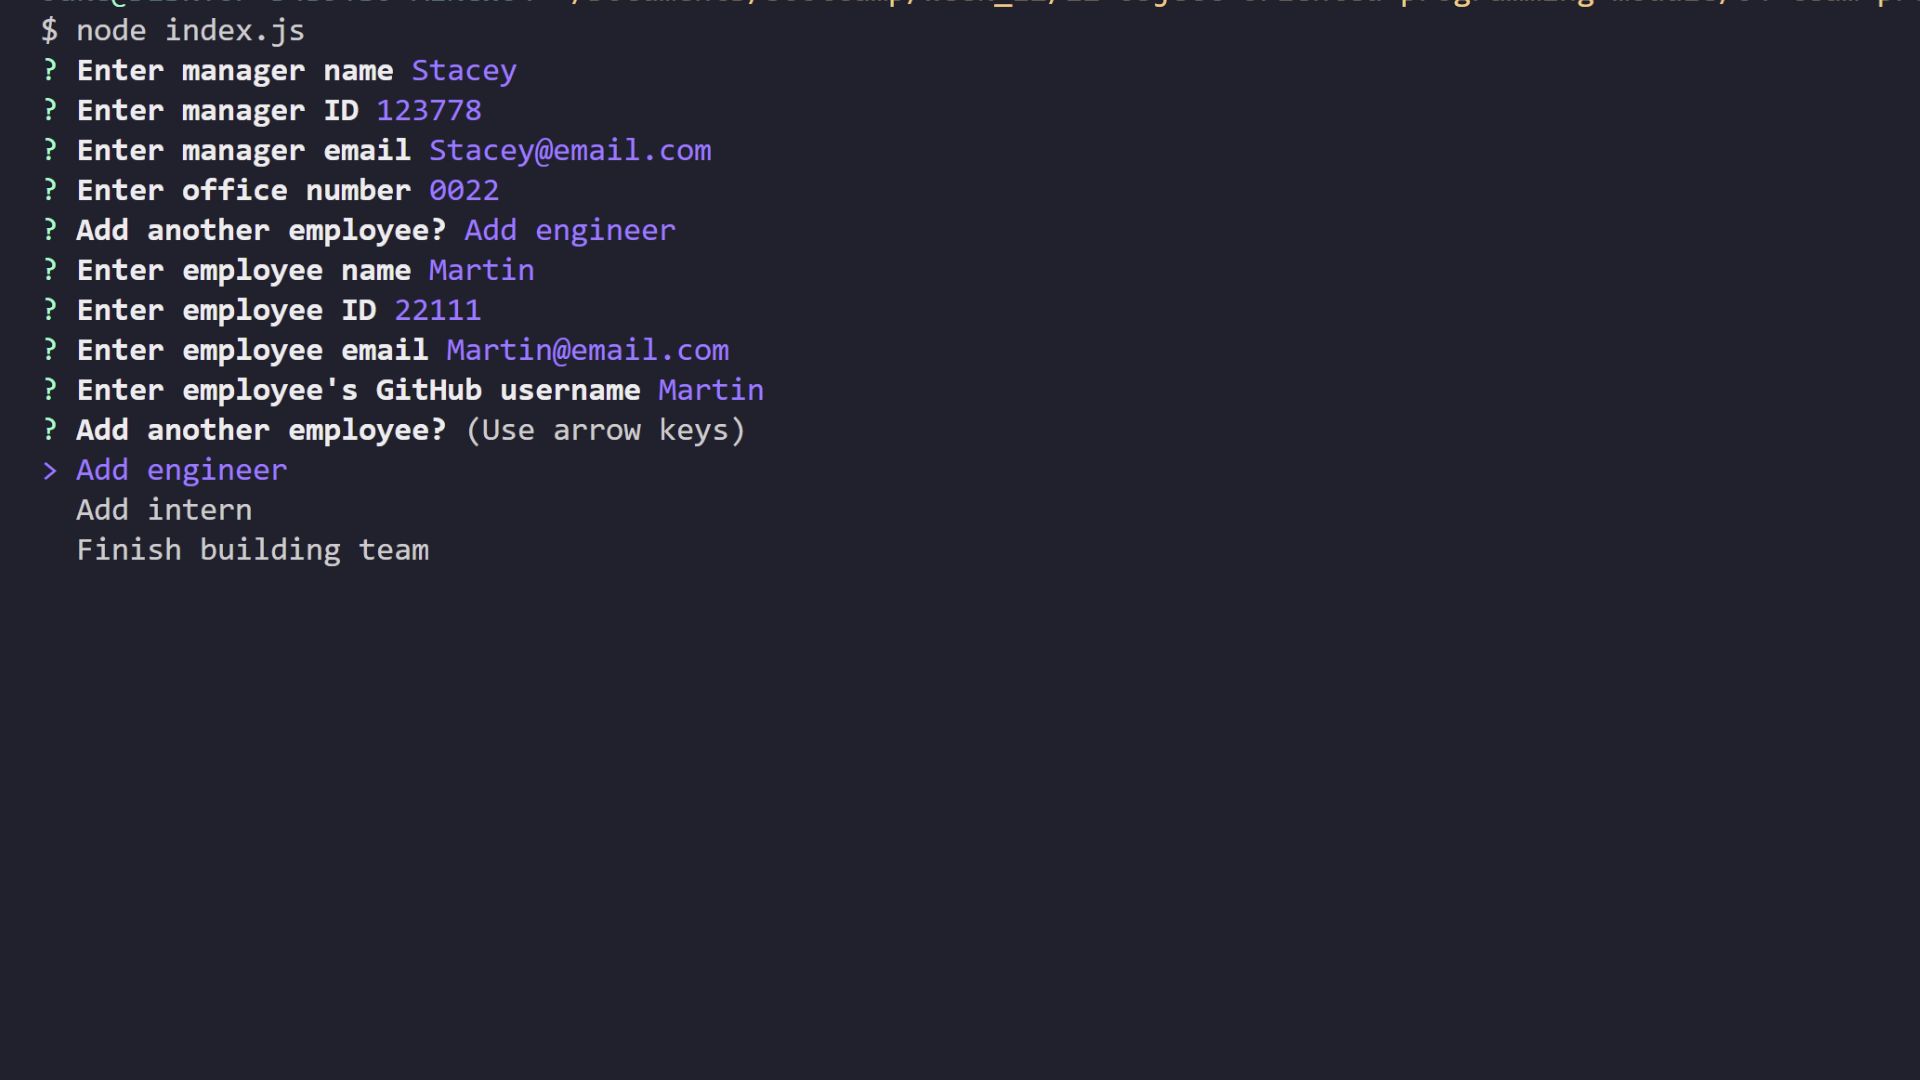 $ node index.js
? Enter manager name Stacey
? Enter manager ID 123778
? Enter manager email Stacey@email.com
? Enter office number 0022
? Add another employee? Add engineer
? Enter employee name Martin
? Enter employee ID 22111
? Enter employee email Martin@email.com
? Enter employee's GitHub username Martin
? Add another employee? (Use arrow keys)
> Add engineer
Add intern
Finish building team